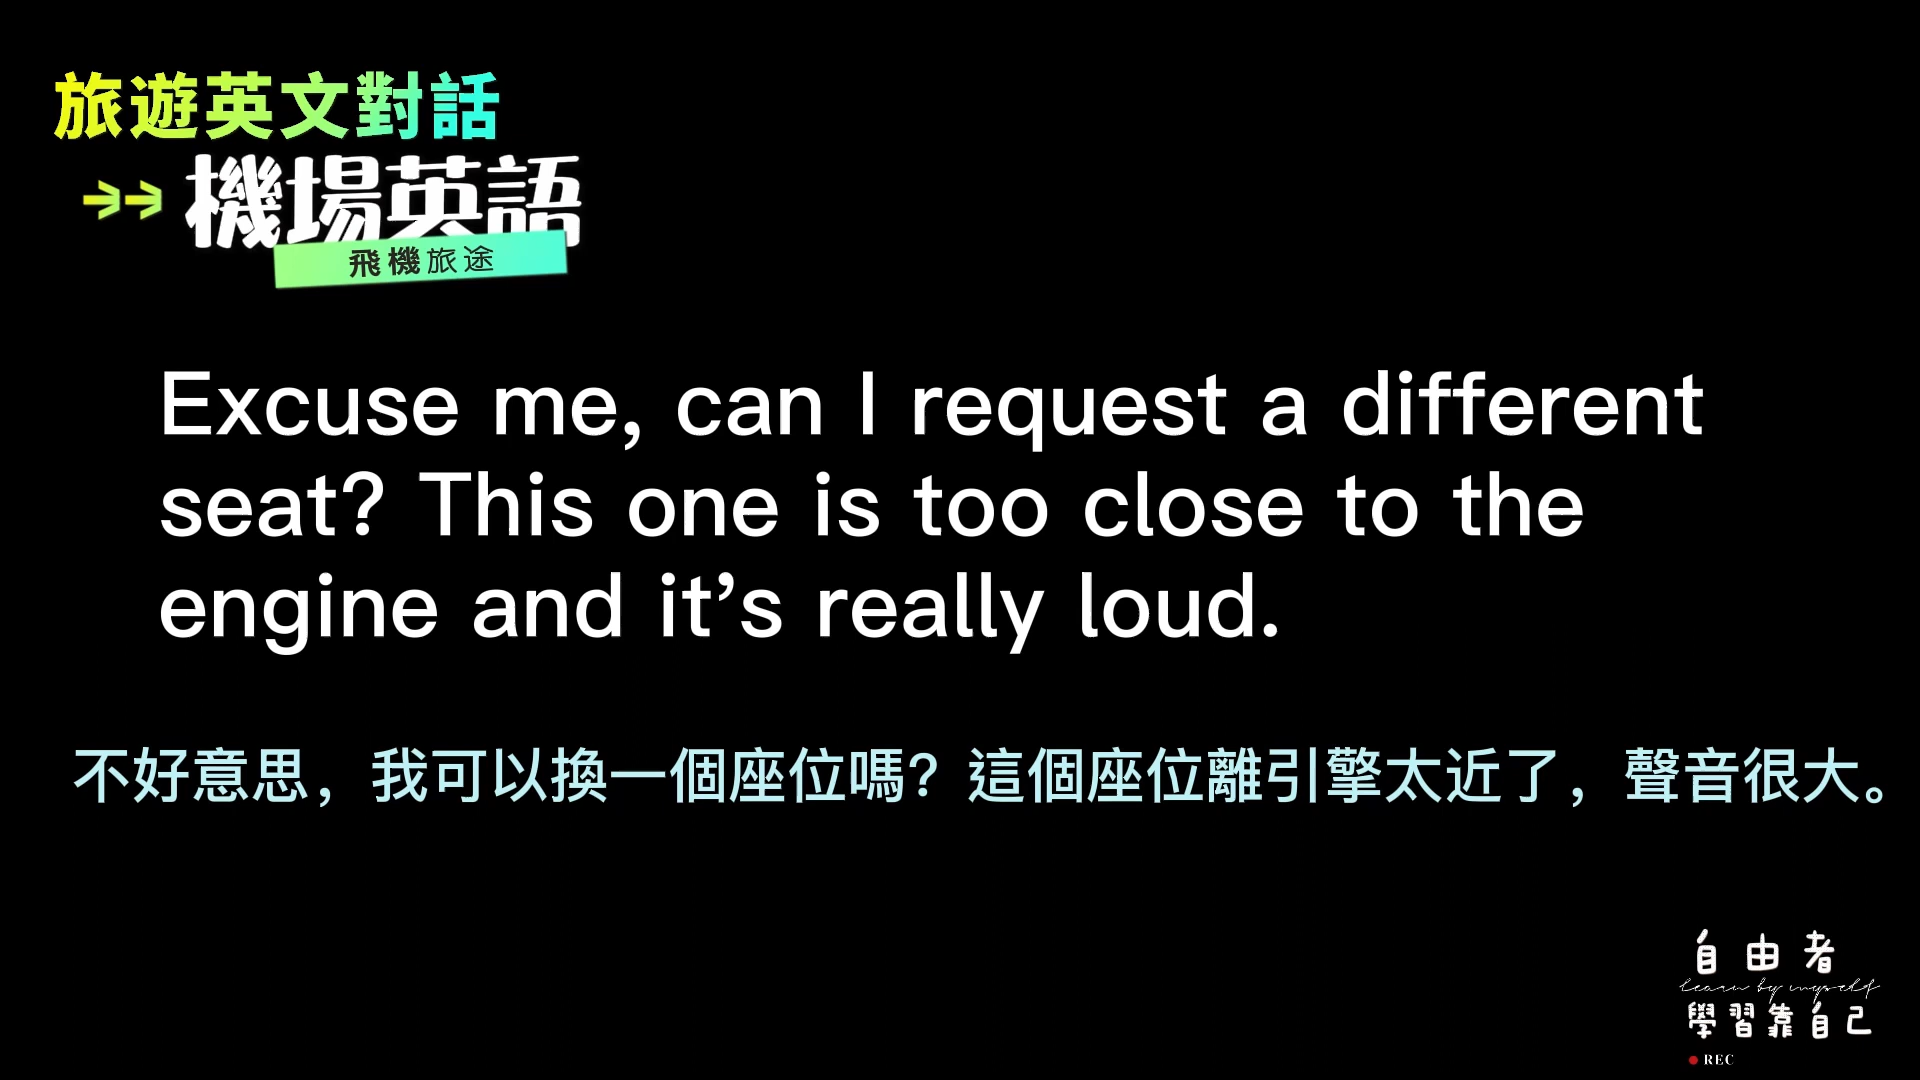 旅遊英文對話
→→ 機場英語
飛機旅途
Excuse me, can I request a different
seat? This one is too close to the
engine and it’s really loud.
不好意思，我可以換一個座位嗎？這個座位離引擎太近了，聲音很大。
自由者
learn by myself
學習靠自己
REC